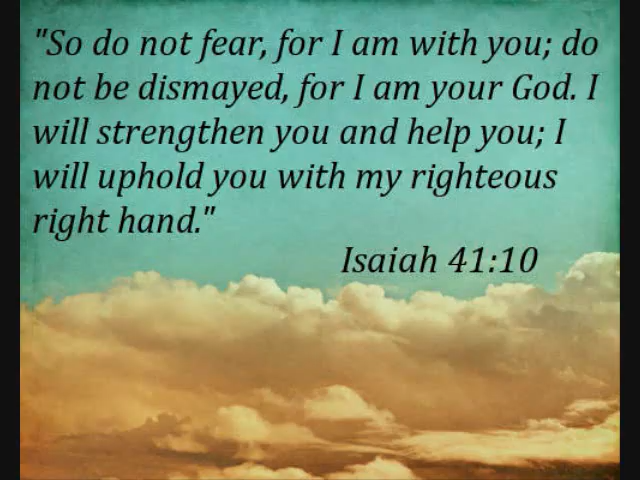 "So do not fear, for I am with you; do
not be dismayed, for I am your God. I
will strengthen you and help you; I
will uphold you with my righteous
right hand."
Isaiah 41:10